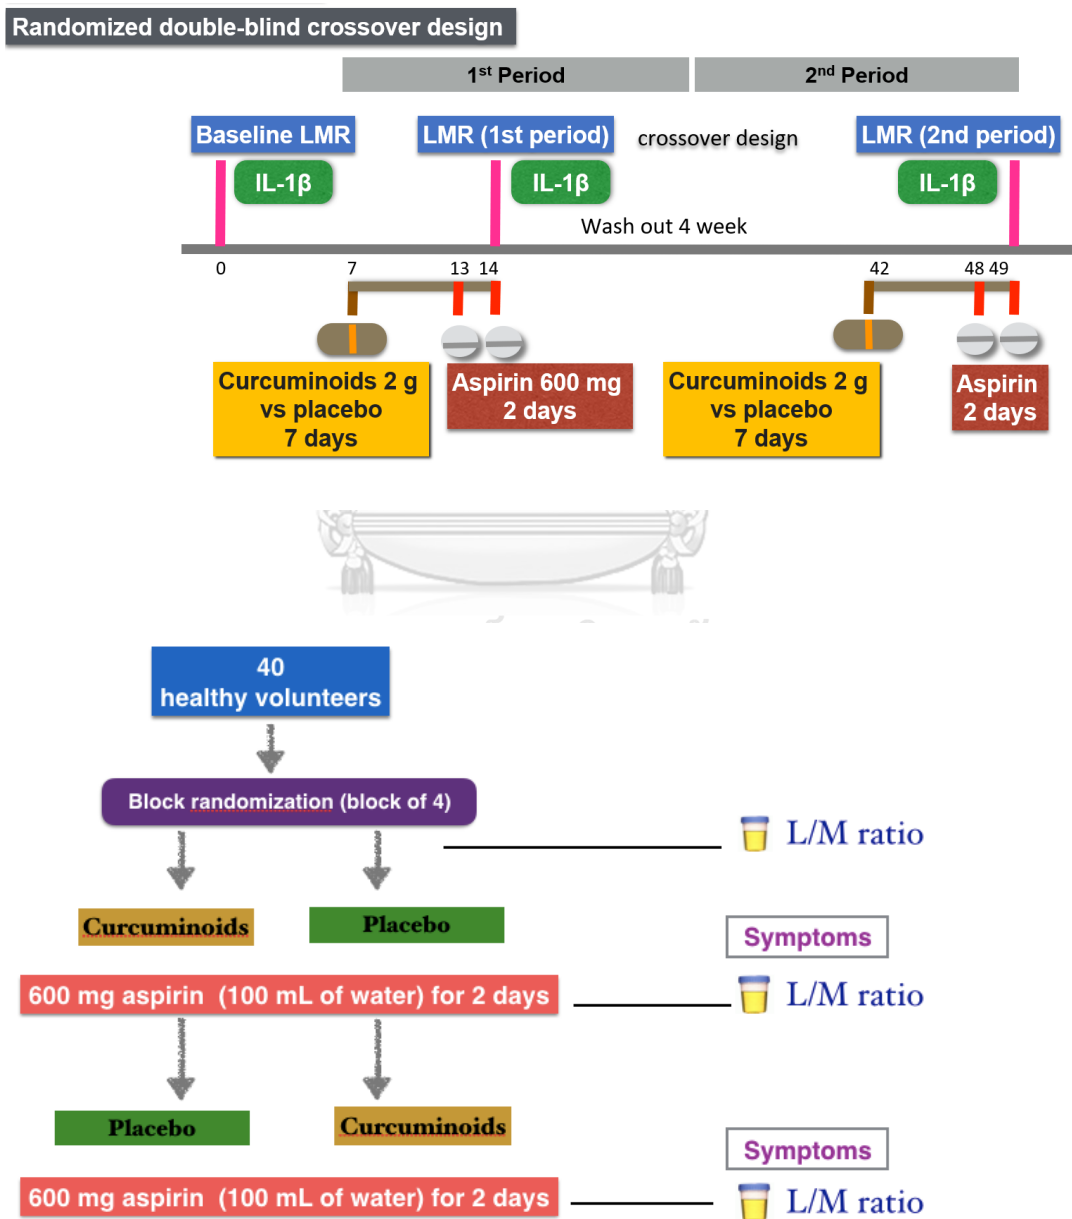 Randomized double-blind crossover design
1st Period
2nd Period
Baseline LMR
LMR (1st period)
crossover design
LMR (2nd period)
IL-1β
IL-1β
IL-1β
Wash out 4 week
0
7
13
14
42
48
49
Curcuminoids 2 g
vs placebo
7 days
Aspirin 600 mg
2 days
Curcuminoids 2 g
vs placebo
7 days
Aspirin
2 days
40
healthy volunteers
Block randomization (block of 4)
L/M ratio
Curcuminoids
Placebo
Symptoms
600 mg aspirin (100 mL of water) for 2 days
L/M ratio
Placebo
Curcuminoids
Symptoms
600 mg aspirin (100 mL of water) for 2 days
L/M ratio